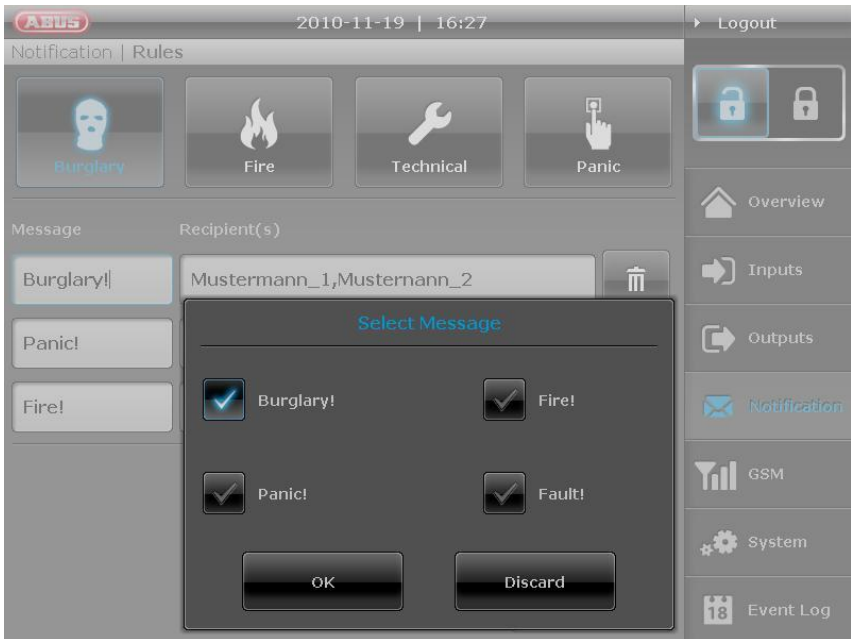 ABUS
2010-11-19 | 16:27
Logout
Notification | Rules
Burglary
Fire
Technical
Panic
Message
Recipient(s)
Burglary!
Mustermann_1,Musternann_2
Panic!
Fire!
Select Message
Burglary!
Fire!
Panic!
Fault!
OK
Discard
Overview
Inputs
Outputs
Notification
GSM
System
18
Event Log